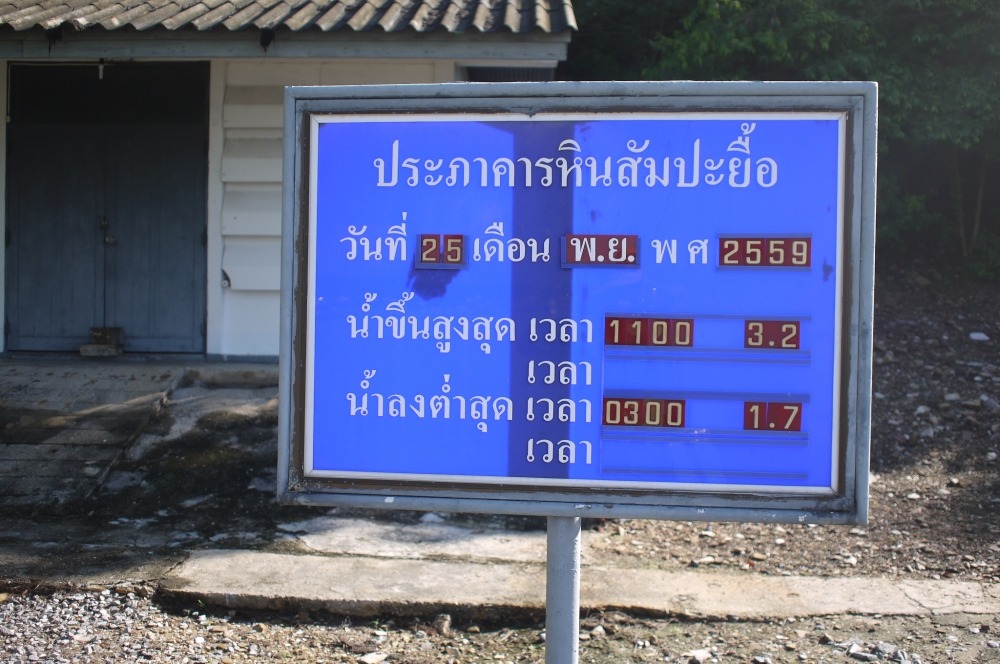 ประภาคารหินสัมปะยื้อ
วันที่ 25 เดือน พ.ย. พ ศ 2559
น้ำขึ้นสูงสุด เวลา 1100 3.2
เวลา
น้ำลงต่ำสุด เวลา 0300 1.7
เวลา